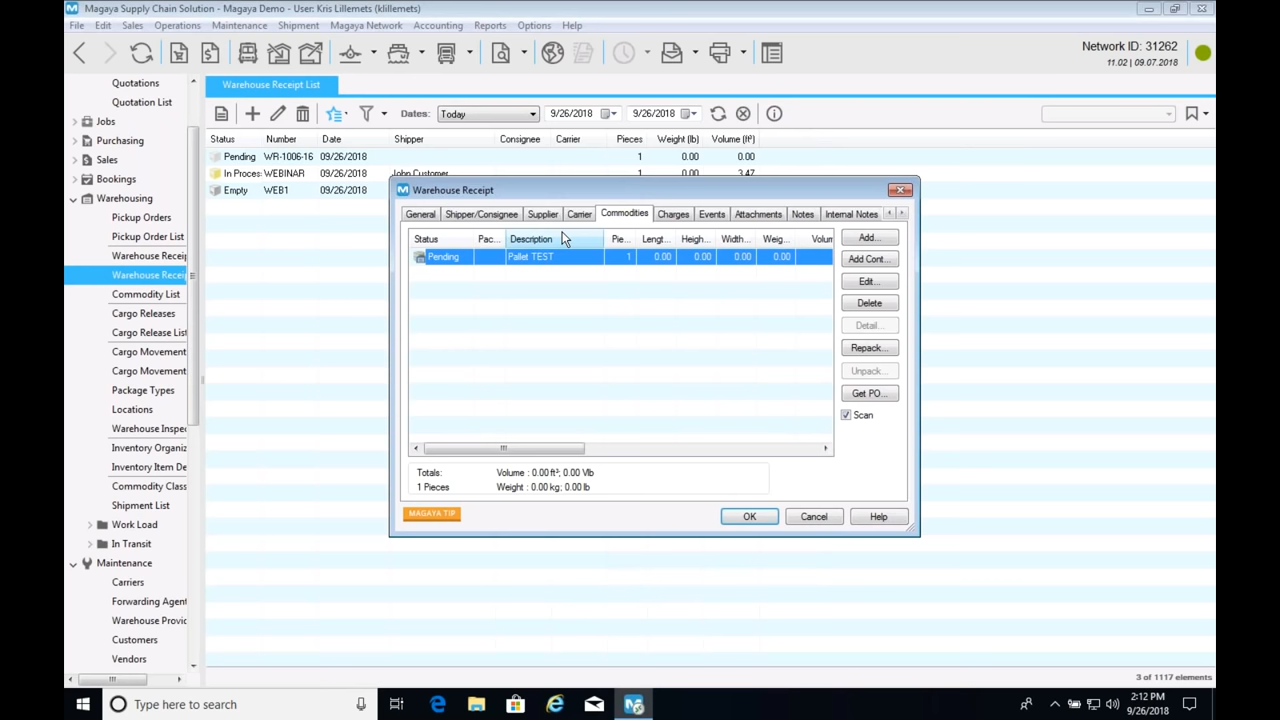 Magaya Supply Chain Solution - Magaya Demo - User: Kris Lillemets (klillemets)
File Edit Sales Operations Maintenance Shipment Magaya Network Accounting Reports Options Help
Network ID: 31262
11.02 | 09.07.2018
Quotations
Quotation List
Jobs
Purchasing
Sales
Bookings
Warehousing
Pickup Orders
Pickup Order List
Warehouse Receip
Warehouse Receip
Commodity List
Cargo Releases
Cargo Release List
Cargo Movement
Cargo Movement
Package Types
Locations
Warehouse Inspe
Inventory Organiz
Inventory Item De
Commodity Class
Shipment List
Work Load
In Transit
Maintenance
Carriers
Forwarding Agent
Warehouse Provid
Customers
Vendors
Warehouse Receipt List
Dates: Today 9/26/2018 9/26/2018
Status Number Date Shipper Consignee Carrier Pieces Weight (lb) Volume (ft³)
Pending WR-1006-16 09/26/2018 1 0.00 0.00
In Proces: WEBINAR 09/26/2018 John Customer 1 0.00 3.47
Empty WEB1 09/26/2018
Warehouse Receipt
General Shipper/Consignee Supplier Carrier Commodities Charges Events Attachments Notes Internal Notes
Status Pac... Description Pie... Lengt... Heigh... Width... Weig... Volum
Pending Pallet TEST 1 0.00 0.00 0.00 0.00
Add...
Add Cont...
Edit...
Delete
Detail...
Repack...
Unpack...
Get PO...
Scan
Totals: Volume : 0.00 ft³; 0.00 Vlb
1 Pieces Weight : 0.00 kg; 0.00 lb
MAGAYA TIP
OK Cancel Help
3 of 1117 elements
Type here to search
2:12 PM
9/26/2018